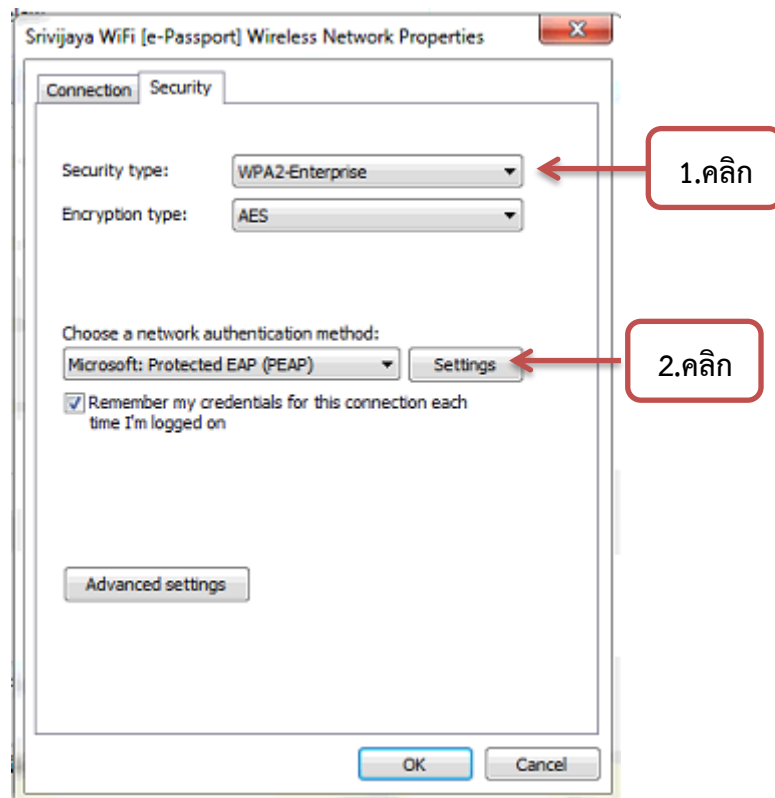 Srivijaya WiFi [e-Passport] Wireless Network Properties
Connection Security
Security type: WPA2-Enterprise
1.คลิก
Encryption type: AES
Choose a network authentication method:
Microsoft: Protected EAP (PEAP) Settings
2.คลิก
Remember my credentials for this connection each
time I'm logged on
Advanced settings
OK Cancel